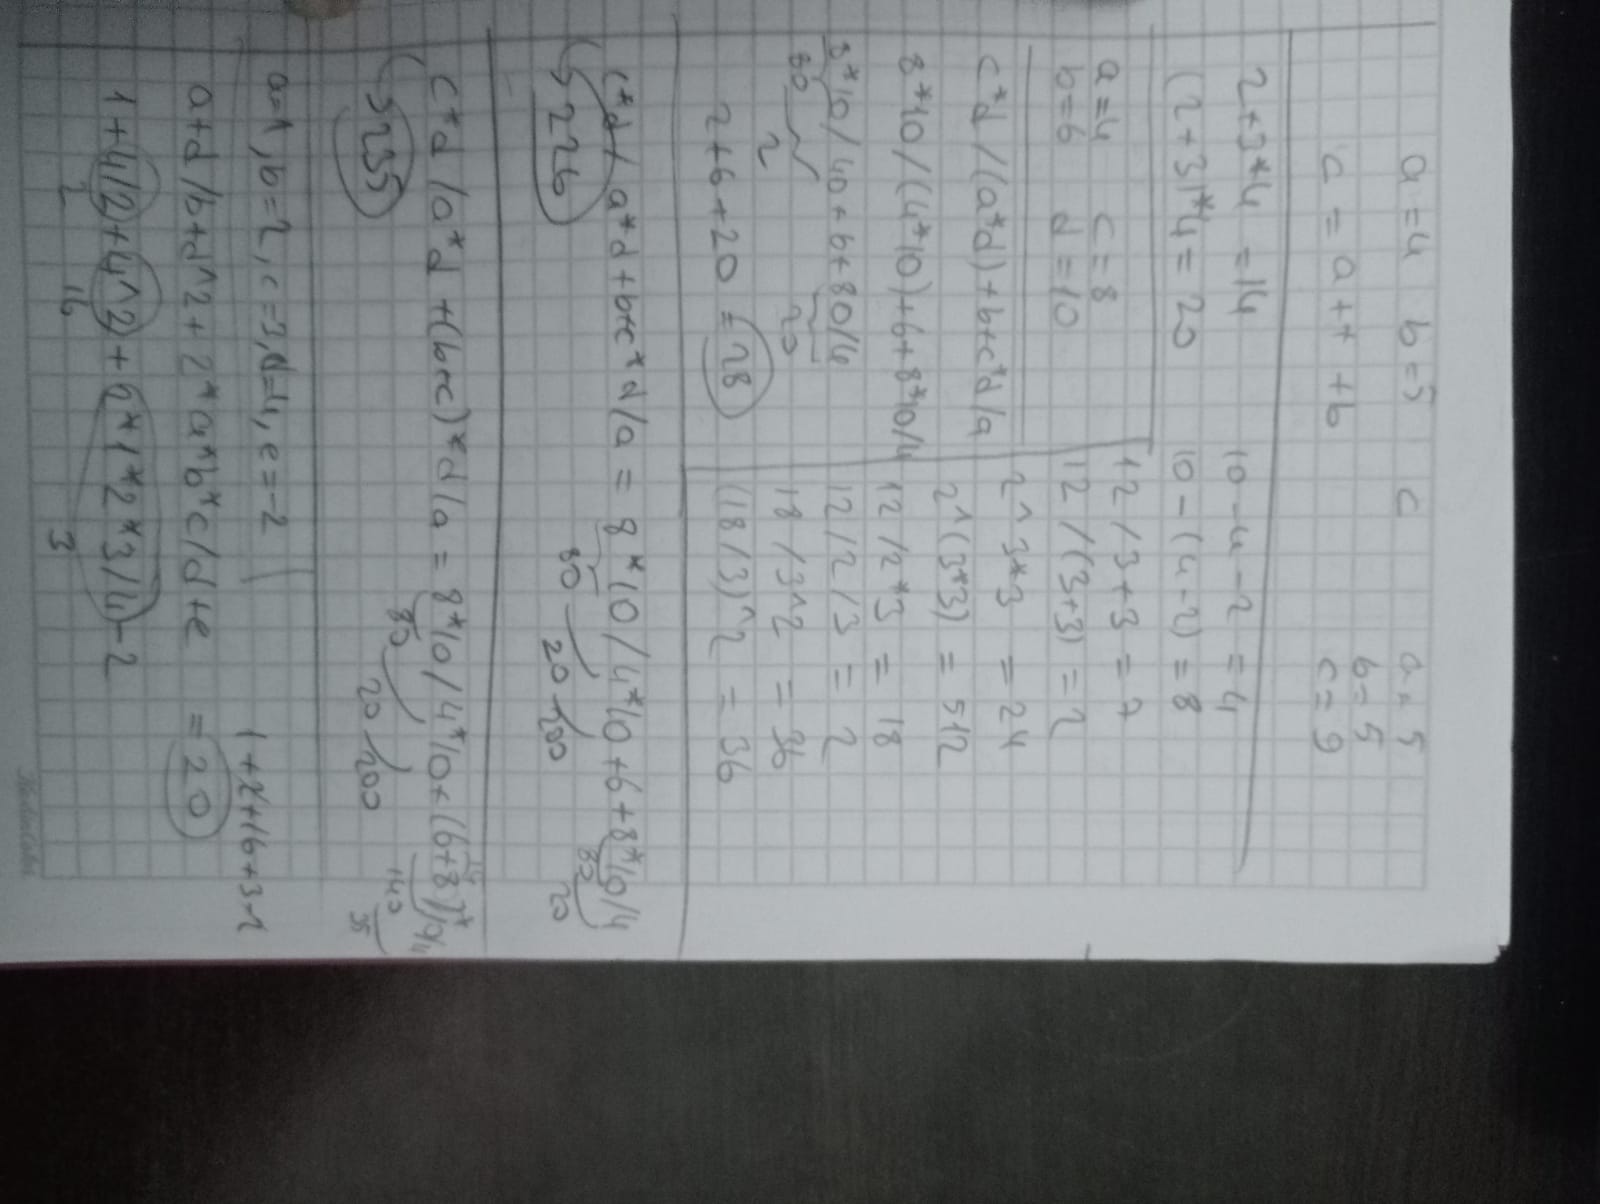 a=4 b=5 c
a=5
b=5
c=9
c = a++ +b
2+3*4 =14
10-4-2 = 4
(2+3)*4= 20
10-(4-2) = 8
a=4 c=8
b=6 d=10
12/3+3 = 7
12/(3+3) = 2
c*d/(a*d)+b+c*d/a
2^3*3 = 24
8*10/(4*10)+6+8*10/4
2^(3*3) = 512
12/2*3 = 18
8*10/40+6+80/4
12/2/3 = 2
80 20
18/3^2 = 36
2
2+6+20 = 28
(18/3)^2 = 36
c*d/a*d+b+c*d/a = 8*10/4*10+6+8*10/4
80 80
226
20 200 20
c*d/a*d+(b+c)*d/a = 8*10/4*10+(6+8)*10/4
14
80 140
235
20 200 35
a=1, b=2, c=3, d=4, e=-2
1+2+16+3-2
a+d/b+d^2+2*a*b*c/d+e = 20
1+4/2+4^2+2*1*2*3/4-2
2 16 3